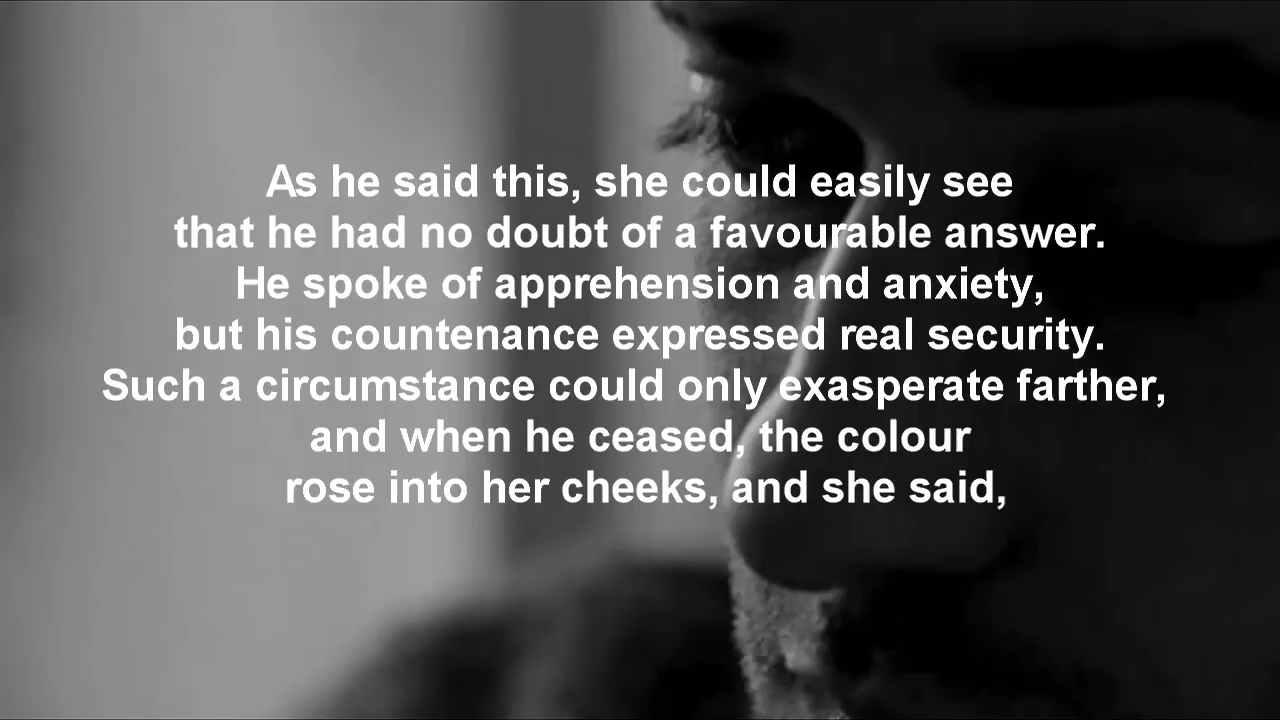 As he said this, she could easily see
that he had no doubt of a favourable answer.
He spoke of apprehension and anxiety,
but his countenance expressed real security.
Such a circumstance could only exasperate farther,
and when he ceased, the colour
rose into her cheeks, and she said,